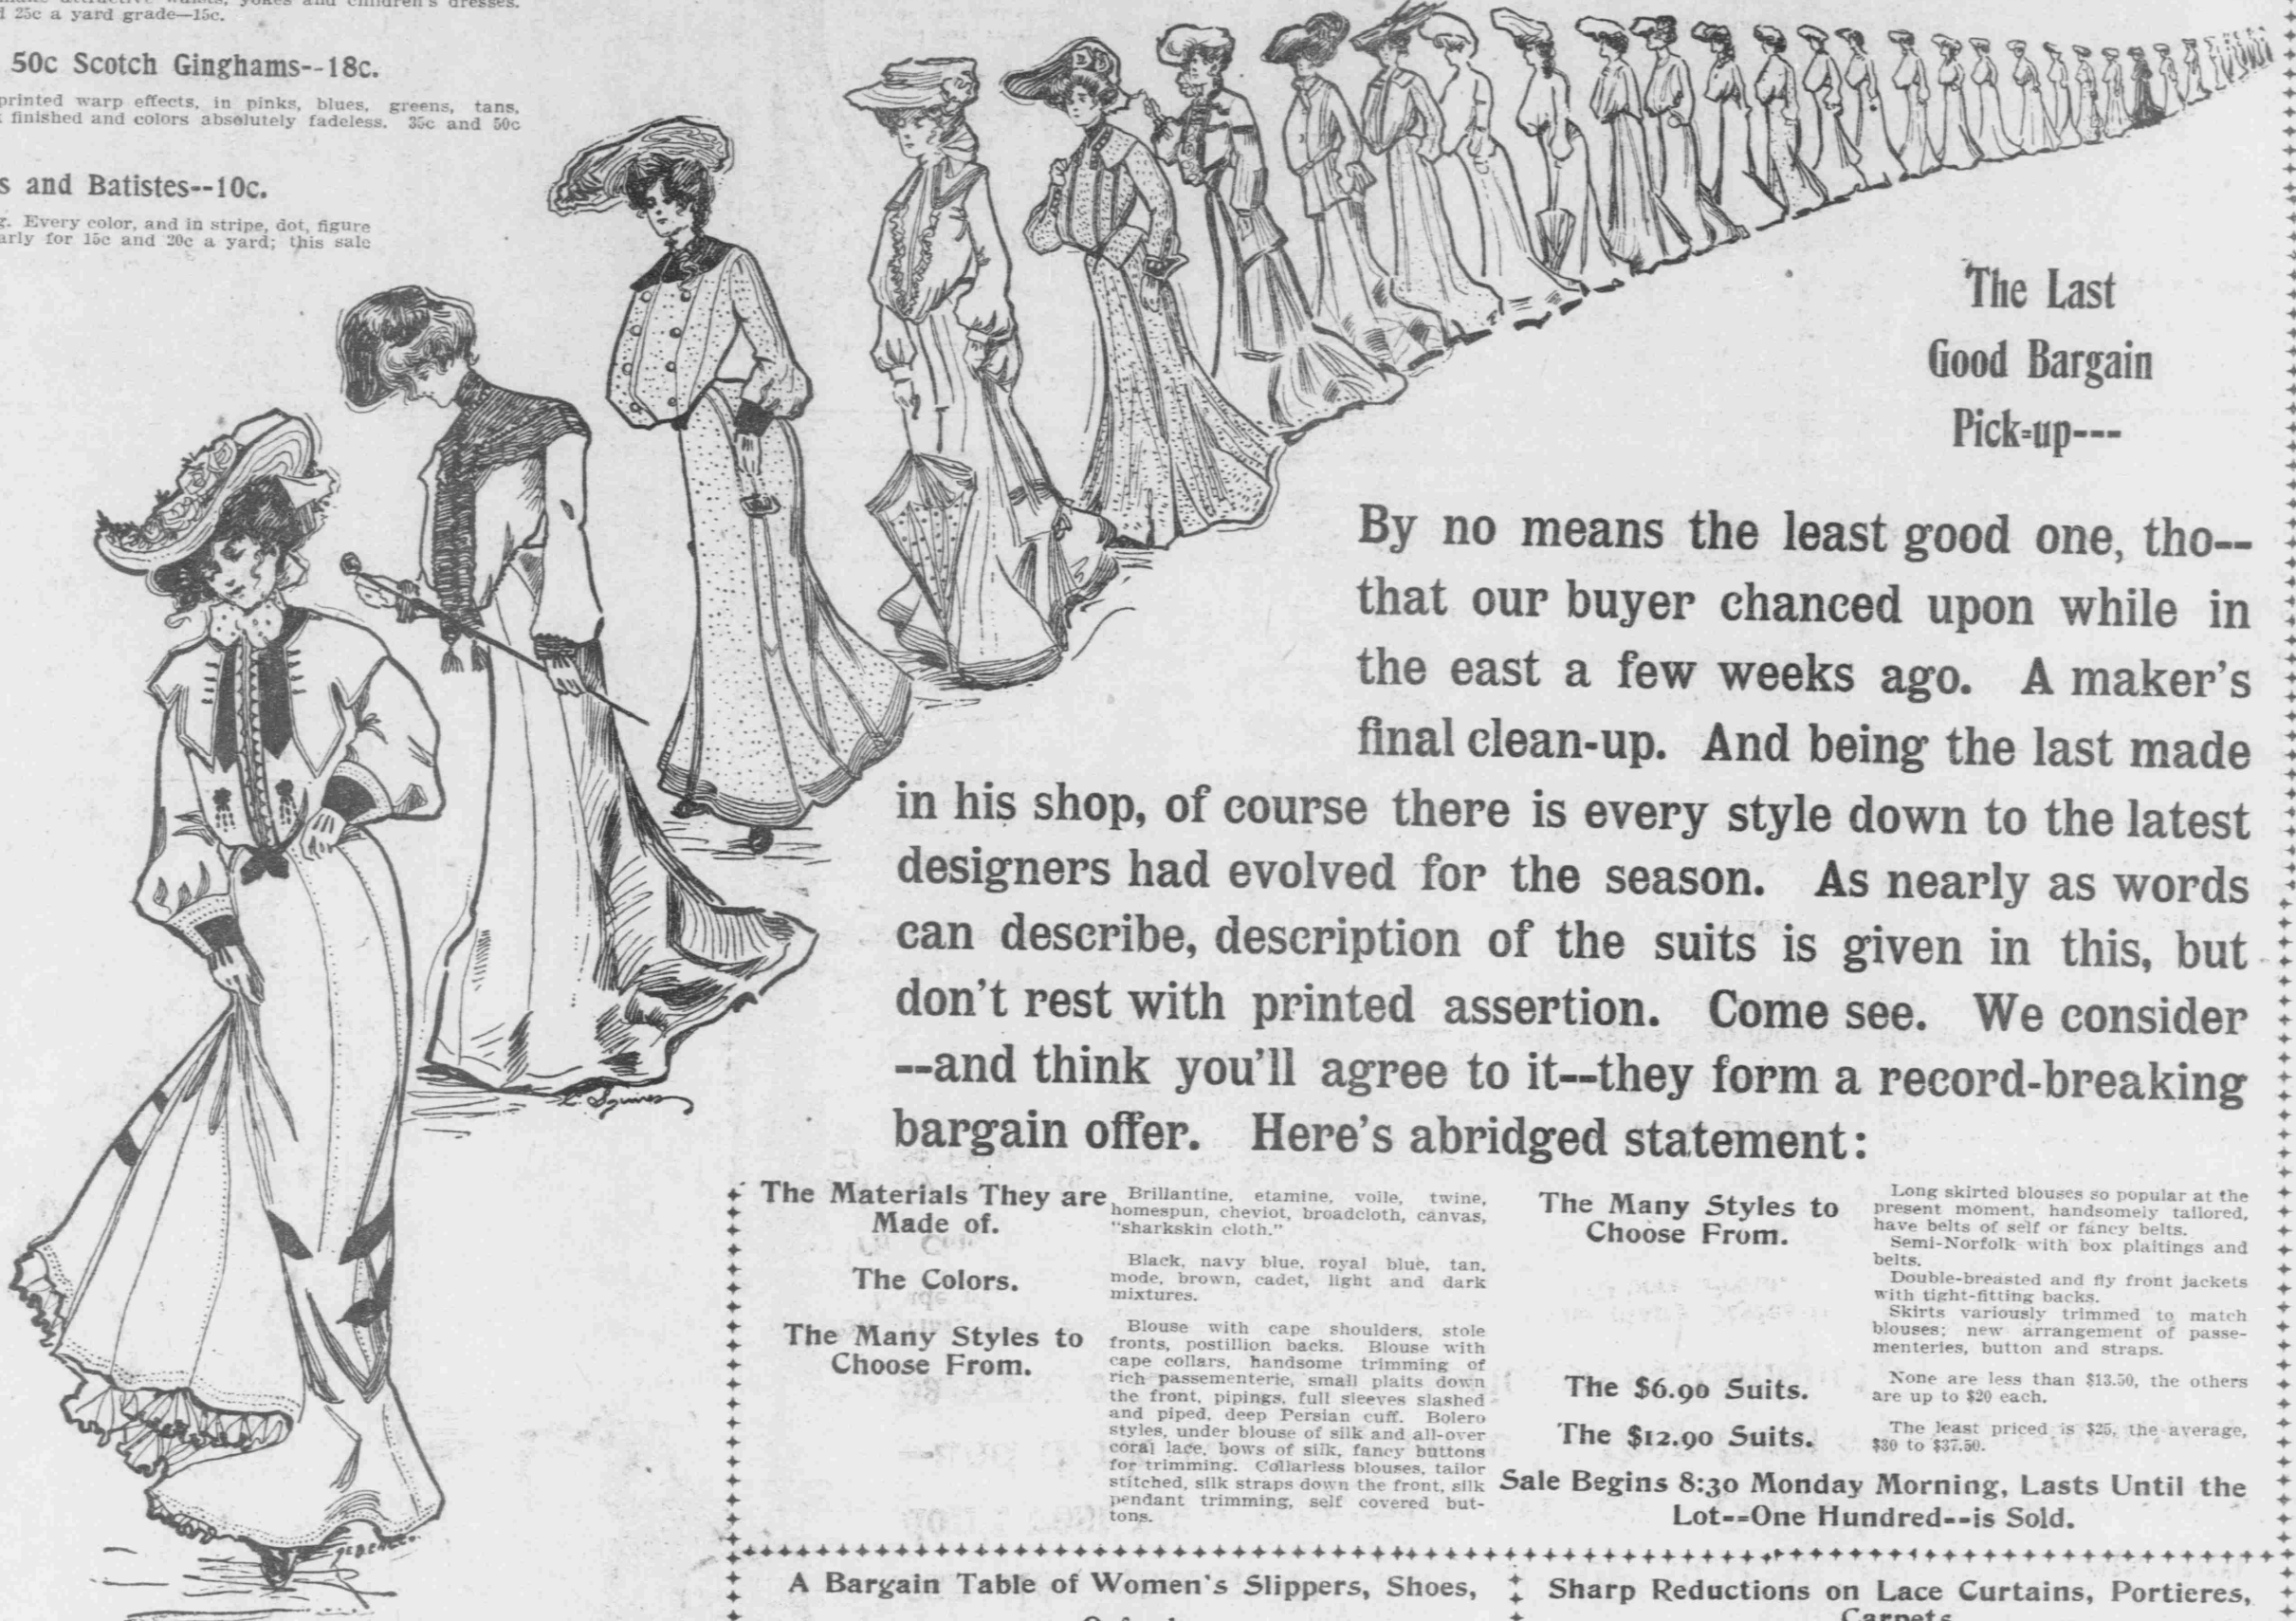 25c a yard grade—15c.
50c Scotch Ginghams--18c.
printed warp effects, in pinks, blues, greens, tans,
finished and colors absolutely fadeless. 35c and 50c
s and Batistes--10c.
g. Every color, and in stripe, dot, figure
arly for 15c and 20c a yard; this sale
The Last
Good Bargain
Pick=up---
By no means the least good one, tho--
that our buyer chanced upon while in
the east a few weeks ago. A maker's
final clean-up. And being the last made
in his shop, of course there is every style down to the latest
designers had evolved for the season. As nearly as words
can describe, description of the suits is given in this, but
don't rest with printed assertion. Come see. We consider
--and think you'll agree to it--they form a record-breaking
bargain offer. Here's abridged statement:
The Materials They are
Made of.
Brillantine, etamine, voile, twine,
homespun, cheviot, broadcloth, canvas,
"sharkskin cloth."
The Colors.
Black, navy blue, royal blue, tan,
mode, brown, cadet, light and dark
mixtures.
The Many Styles to
Choose From.
Blouse with cape shoulders, stole
fronts, postillion backs. Blouse with
cape collars, handsome trimming of
rich passementerie, small plaits down
the front, pipings, full sleeves slashed
and piped, deep Persian cuff. Bolero
styles, under blouse of silk and all-over
coral lace, bows of silk, fancy buttons
for trimming. Collarless blouses, tailor
stitched, silk straps down the front, silk
pendant trimming, self covered but-
tons.
The Many Styles to
Choose From.
Long skirted blouses so popular at the
present moment, handsomely tailored,
have belts of self or fancy belts.
Semi-Norfolk with box plaitings and
belts.
Double-breasted and fly front jackets
with tight-fitting backs.
Skirts variously trimmed to match
blouses; new arrangement of passe-
menteries, button and straps.
The $6.90 Suits.
None are less than $13.50, the others
are up to $20 each.
The $12.90 Suits.
The least priced is $25, the average,
$30 to $37.50.
Sale Begins 8:30 Monday Morning, Lasts Until the
Lot--One Hundred--is Sold.
A Bargain Table of Women's Slippers, Shoes,
Sharp Reductions on Lace Curtains, Portieres,
Carpets